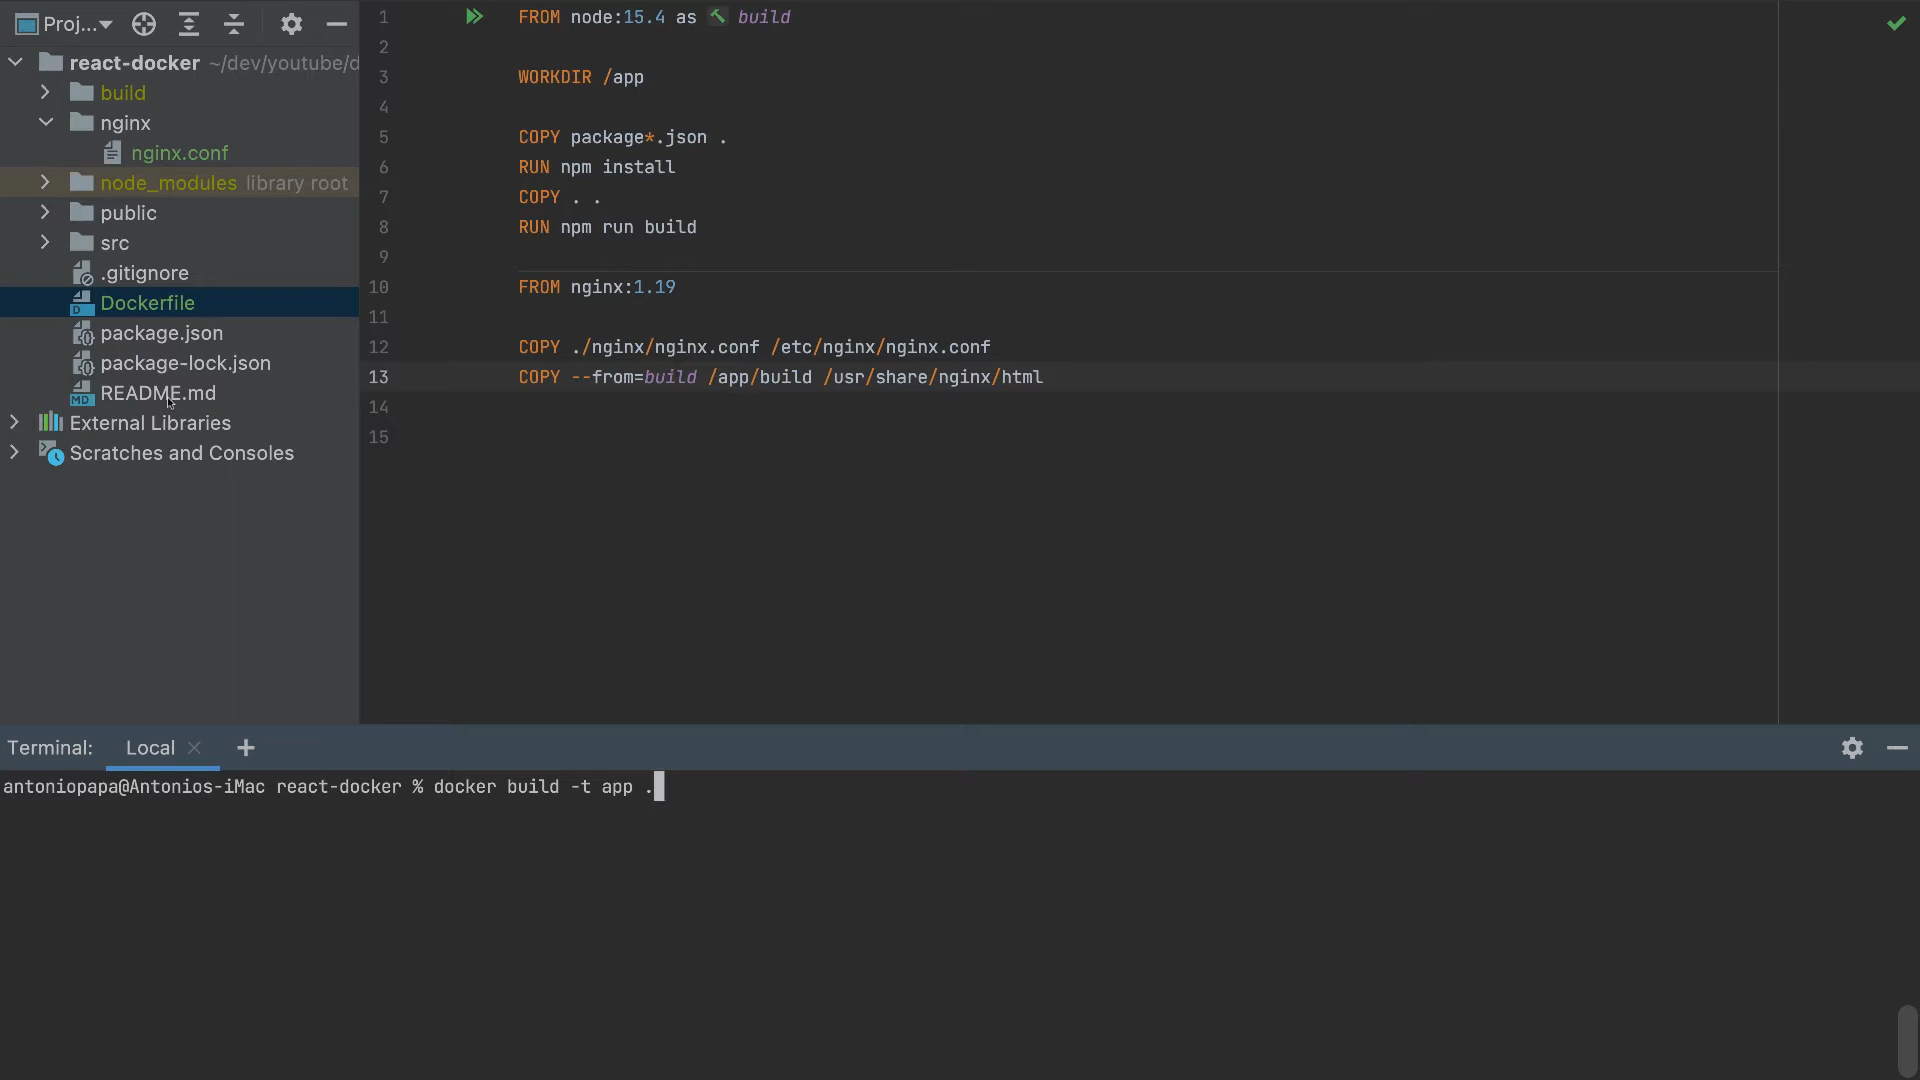 Proj...
react-docker ~/dev/youtube/d
build
nginx
nginx.conf
node_modules library root
public
src
.gitignore
Dockerfile
package.json
package-lock.json
README.md
External Libraries
Scratches and Consoles
1 FROM node:15.4 as build
2
3 WORKDIR /app
4
5 COPY package*.json .
6 RUN npm install
7 COPY . .
8 RUN npm run build
9
10 FROM nginx:1.19
11
12 COPY ./nginx/nginx.conf /etc/nginx/nginx.conf
13 COPY --from=build /app/build /usr/share/nginx/html
14
15
Terminal: Local
antoniopapa@Antonios-iMac react-docker % docker build -t app .